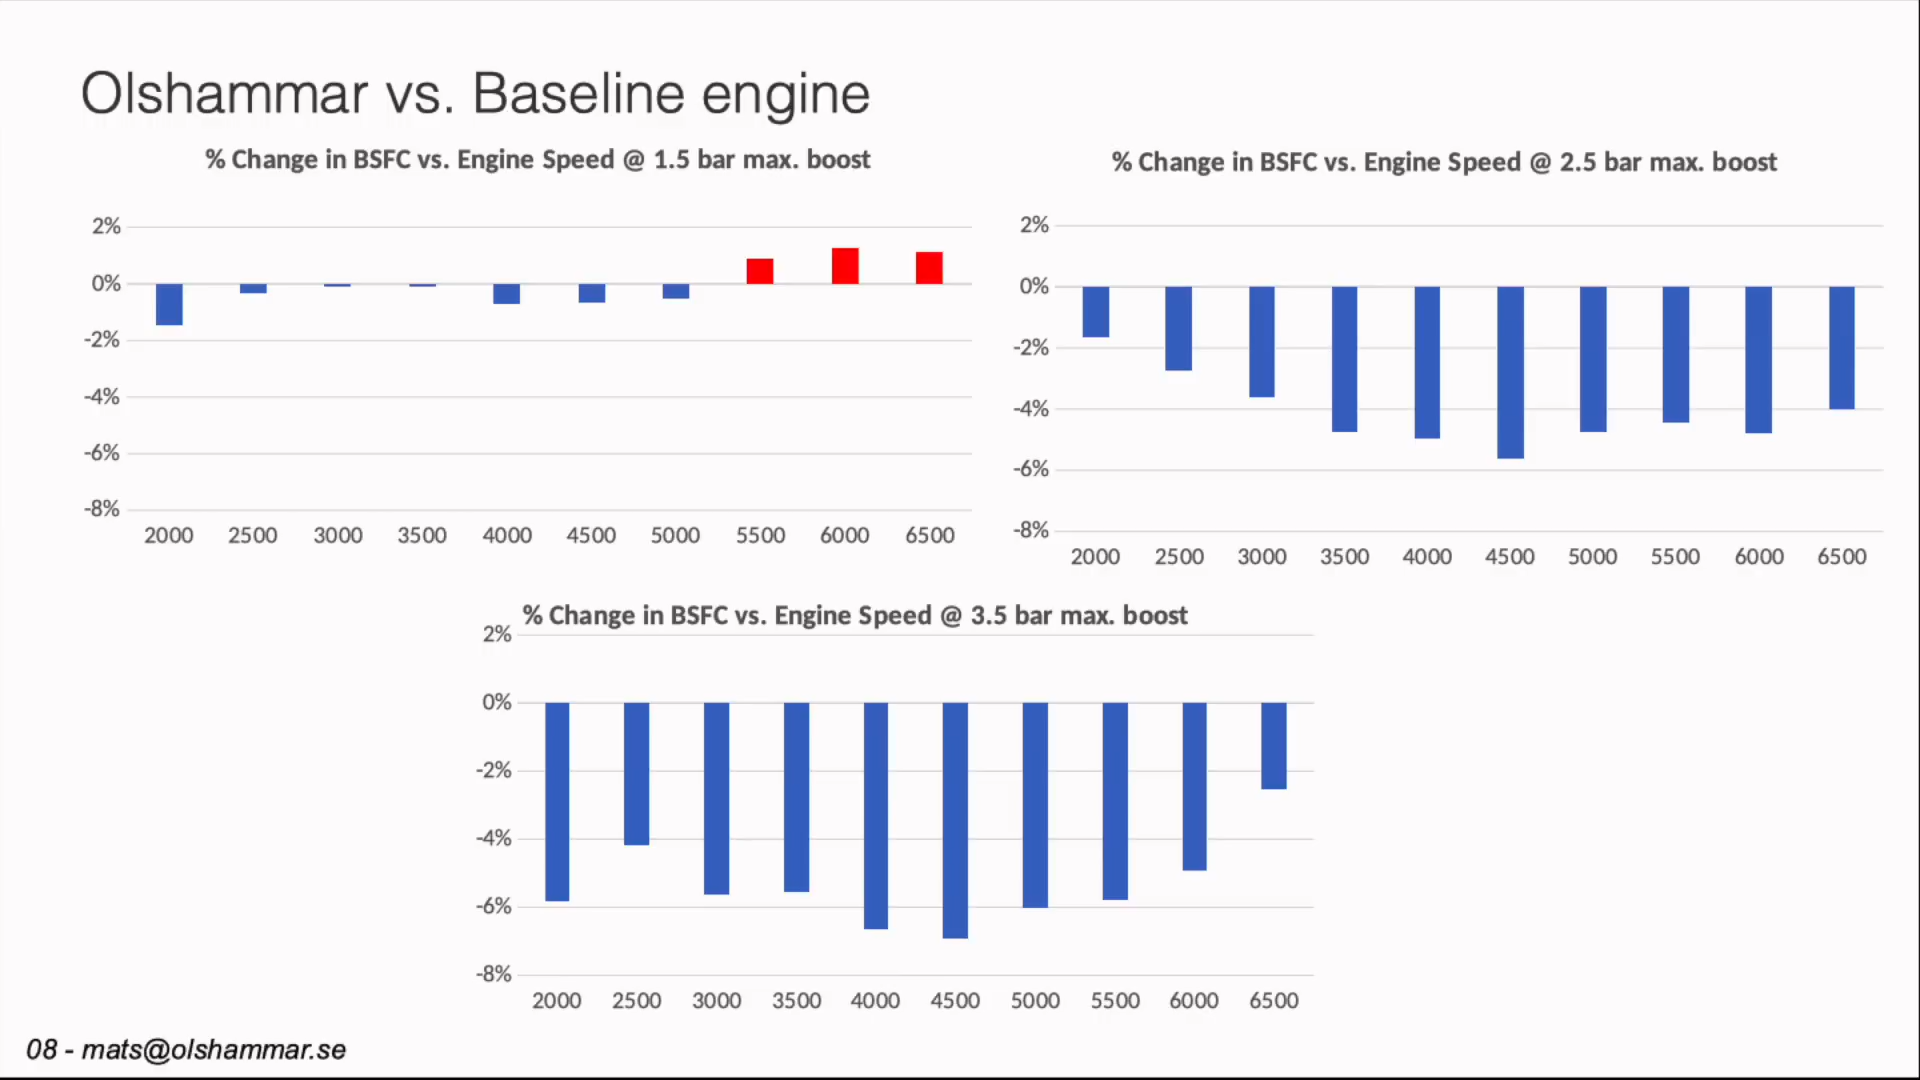 Olshammar vs. Baseline engine
% Change in BSFC vs. Engine Speed @ 1.5 bar max. boost
2%
0%
-2%
-4%
-6%
-8%
2000 2500 3000 3500 4000 4500 5000 5500 6000 6500
% Change in BSFC vs. Engine Speed @ 2.5 bar max. boost
2%
0%
-2%
-4%
-6%
-8%
2000 2500 3000 3500 4000 4500 5000 5500 6000 6500
% Change in BSFC vs. Engine Speed @ 3.5 bar max. boost
2%
0%
-2%
-4%
-6%
-8%
2000 2500 3000 3500 4000 4500 5000 5500 6000 6500
08 - mats@olshammar.se